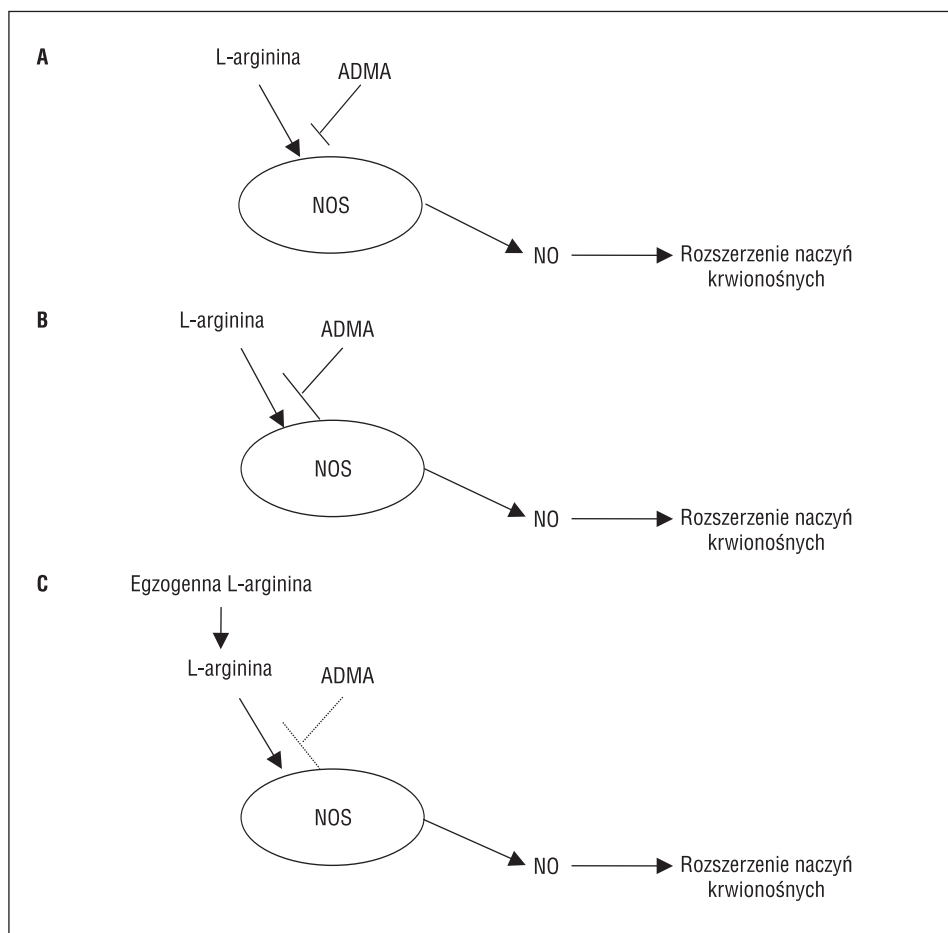 A
L-arginina
ADMA
NOS
NO
Rozszerzenie naczyń
krwionośnych
B
L-arginina
ADMA
NOS
NO
Rozszerzenie naczyń
krwionośnych
C
Egzogenna L-arginina
L-arginina
ADMA
NOS
NO
Rozszerzenie naczyń
krwionośnych